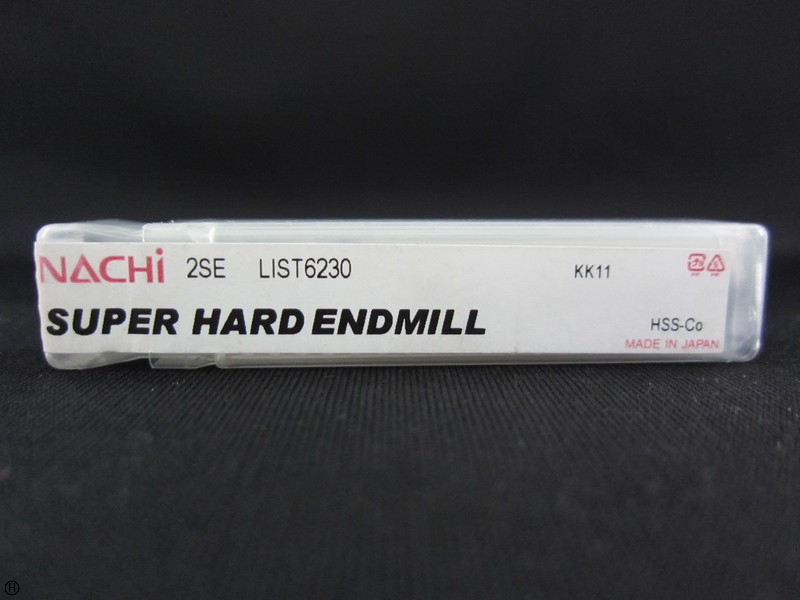 NACHi 2SE LIST6230 KK11
SUPER HARD ENDMILL HSS-Co
MADE IN JAPAN
H